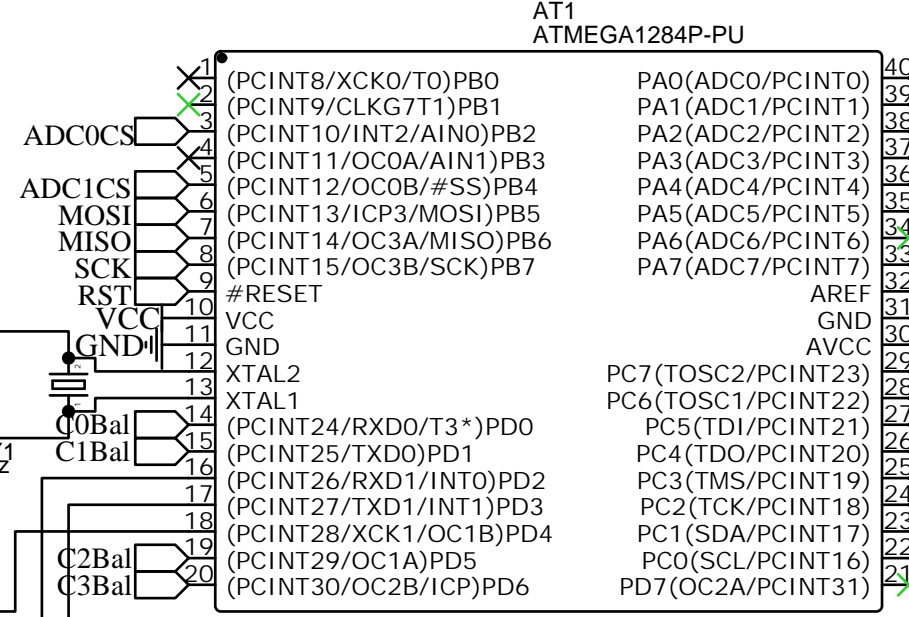 AT1
ATMEGA1284P-PU
1 (PCINT8/XCK0/T0)PB0 PA0(ADC0/PCINT0) 40
2 (PCINT9/CLKG7T1)PB1 PA1(ADC1/PCINT1) 39
ADC0CS 3 (PCINT10/INT2/AIN0)PB2 PA2(ADC2/PCINT2) 38
4 (PCINT11/OC0A/AIN1)PB3 PA3(ADC3/PCINT3) 37
ADC1CS 5 (PCINT12/OC0B/#SS)PB4 PA4(ADC4/PCINT4) 36
MOSI 6 (PCINT13/ICP3/MOSI)PB5 PA5(ADC5/PCINT5) 35
MISO 7 (PCINT14/OC3A/MISO)PB6 PA6(ADC6/PCINT6) 34
SCK 8 (PCINT15/OC3B/SCK)PB7 PA7(ADC7/PCINT7) 33
RST 9 #RESET AREF 32
VCC 10 VCC GND 31
GND 11 GND AVCC 30
2 12 XTAL2 PC7(TOSC2/PCINT23) 29
1 13 XTAL1 PC6(TOSC1/PCINT22) 28
C0Bal 14 (PCINT24/RXD0/T3*)PD0 PC5(TDI/PCINT21) 27
C1Bal 15 (PCINT25/TXD0)PD1 PC4(TDO/PCINT20) 26
16 (PCINT26/RXD1/INT0)PD2 PC3(TMS/PCINT19) 25
17 (PCINT27/TXD1/INT1)PD3 PC2(TCK/PCINT18) 24
18 (PCINT28/XCK1/OC1B)PD4 PC1(SDA/PCINT17) 23
C2Bal 19 (PCINT29/OC1A)PD5 PC0(SCL/PCINT16) 22
C3Bal 20 (PCINT30/OC2B/ICP)PD6 PD7(OC2A/PCINT31) 21